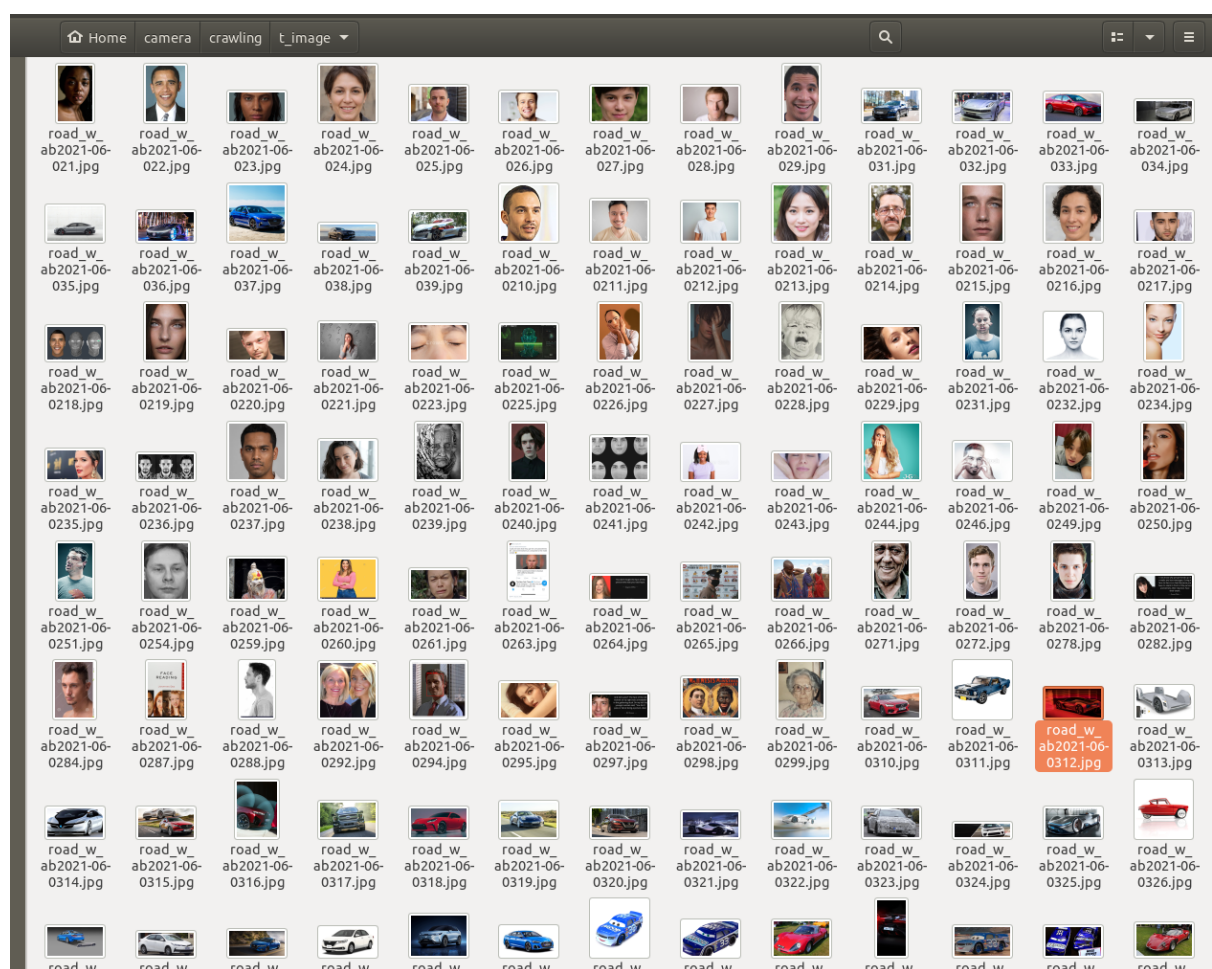 Home camera crawling t_image
road_w_
ab2021-06-
021.jpg
road_w_
ab2021-06-
022.jpg
road_w_
ab2021-06-
023.jpg
road_w_
ab2021-06-
024.jpg
road_w_
ab2021-06-
025.jpg
road_w_
ab2021-06-
026.jpg
road_w_
ab2021-06-
027.jpg
road_w_
ab2021-06-
028.jpg
road_w_
ab2021-06-
029.jpg
road_w_
ab2021-06-
031.jpg
road_w_
ab2021-06-
032.jpg
road_w_
ab2021-06-
033.jpg
road_w_
ab2021-06-
034.jpg
road_w_
ab2021-06-
035.jpg
road_w_
ab2021-06-
036.jpg
road_w_
ab2021-06-
037.jpg
road_w_
ab2021-06-
038.jpg
road_w_
ab2021-06-
039.jpg
road_w_
ab2021-06-
0210.jpg
road_w_
ab2021-06-
0211.jpg
road_w_
ab2021-06-
0212.jpg
road_w_
ab2021-06-
0213.jpg
road_w_
ab2021-06-
0214.jpg
road_w_
ab2021-06-
0215.jpg
road_w_
ab2021-06-
0216.jpg
road_w_
ab2021-06-
0217.jpg
road_w_
ab2021-06-
0218.jpg
road_w_
ab2021-06-
0219.jpg
road_w_
ab2021-06-
0220.jpg
road_w_
ab2021-06-
0221.jpg
road_w_
ab2021-06-
0223.jpg
road_w_
ab2021-06-
0225.jpg
road_w_
ab2021-06-
0226.jpg
road_w_
ab2021-06-
0227.jpg
road_w_
ab2021-06-
0228.jpg
road_w_
ab2021-06-
0229.jpg
road_w_
ab2021-06-
0231.jpg
road_w_
ab2021-06-
0232.jpg
road_w_
ab2021-06-
0234.jpg
road_w_
ab2021-06-
0235.jpg
road_w_
ab2021-06-
0236.jpg
road_w_
ab2021-06-
0237.jpg
road_w_
ab2021-06-
0238.jpg
road_w_
ab2021-06-
0239.jpg
road_w_
ab2021-06-
0240.jpg
road_w_
ab2021-06-
0241.jpg
road_w_
ab2021-06-
0242.jpg
road_w_
ab2021-06-
0243.jpg
road_w_
ab2021-06-
0244.jpg
road_w_
ab2021-06-
0246.jpg
road_w_
ab2021-06-
0249.jpg
road_w_
ab2021-06-
0250.jpg
road_w_
ab2021-06-
0251.jpg
road_w_
ab2021-06-
0254.jpg
road_w_
ab2021-06-
0259.jpg
road_w_
ab2021-06-
0260.jpg
road_w_
ab2021-06-
0261.jpg
road_w_
ab2021-06-
0263.jpg
road_w_
ab2021-06-
0264.jpg
road_w_
ab2021-06-
0265.jpg
road_w_
ab2021-06-
0266.jpg
road_w_
ab2021-06-
0271.jpg
road_w_
ab2021-06-
0272.jpg
road_w_
ab2021-06-
0278.jpg
road_w_
ab2021-06-
0282.jpg
road_w_
ab2021-06-
0284.jpg
FACE
READING
road_w_
ab2021-06-
0287.jpg
road_w_
ab2021-06-
0288.jpg
road_w_
ab2021-06-
0292.jpg
road_w_
ab2021-06-
0294.jpg
road_w_
ab2021-06-
0295.jpg
road_w_
ab2021-06-
0297.jpg
road_w_
ab2021-06-
0298.jpg
road_w_
ab2021-06-
0299.jpg
road_w_
ab2021-06-
0310.jpg
road_w_
ab2021-06-
0311.jpg
road_w_
ab2021-06-
0312.jpg
road_w_
ab2021-06-
0313.jpg
road_w_
ab2021-06-
0314.jpg
road_w_
ab2021-06-
0315.jpg
road_w_
ab2021-06-
0316.jpg
road_w_
ab2021-06-
0317.jpg
road_w_
ab2021-06-
0318.jpg
road_w_
ab2021-06-
0319.jpg
road_w_
ab2021-06-
0320.jpg
road_w_
ab2021-06-
0321.jpg
road_w_
ab2021-06-
0322.jpg
road_w_
ab2021-06-
0323.jpg
road_w_
ab2021-06-
0324.jpg
road_w_
ab2021-06-
0325.jpg
road_w_
ab2021-06-
0326.jpg